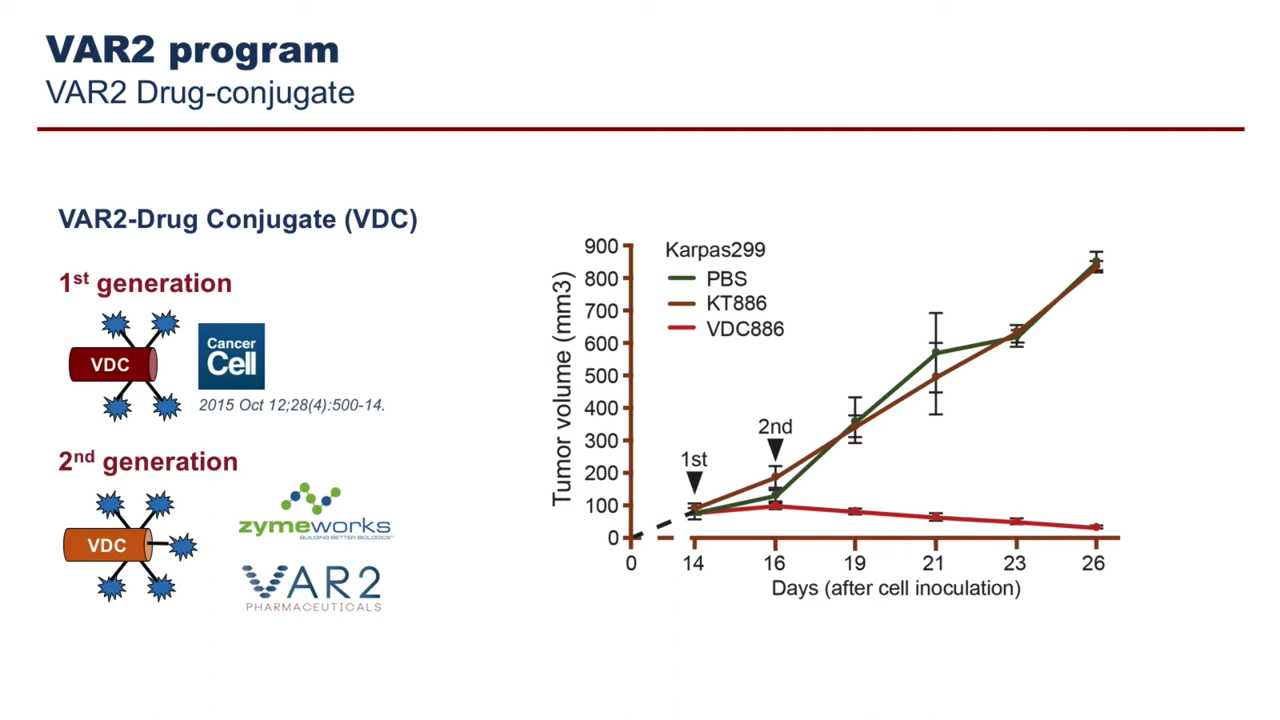 VAR2 program
VAR2 Drug-conjugate
VAR2-Drug Conjugate (VDC)
1st generation
VDC
Cancer
Cell
2015 Oct 12;28(4):500-14.
2nd generation
VDC
zymeworks
BUILDING BETTER BIOLOGICS™
VAR2
PHARMACEUTICALS
Karpas299
PBS
KT886
VDC886
Tumor volume (mm3)
900
800
700
600
500
400
300
200
100
0
1st
2nd
0 14 16 19 21 23 26
Days (after cell inoculation)